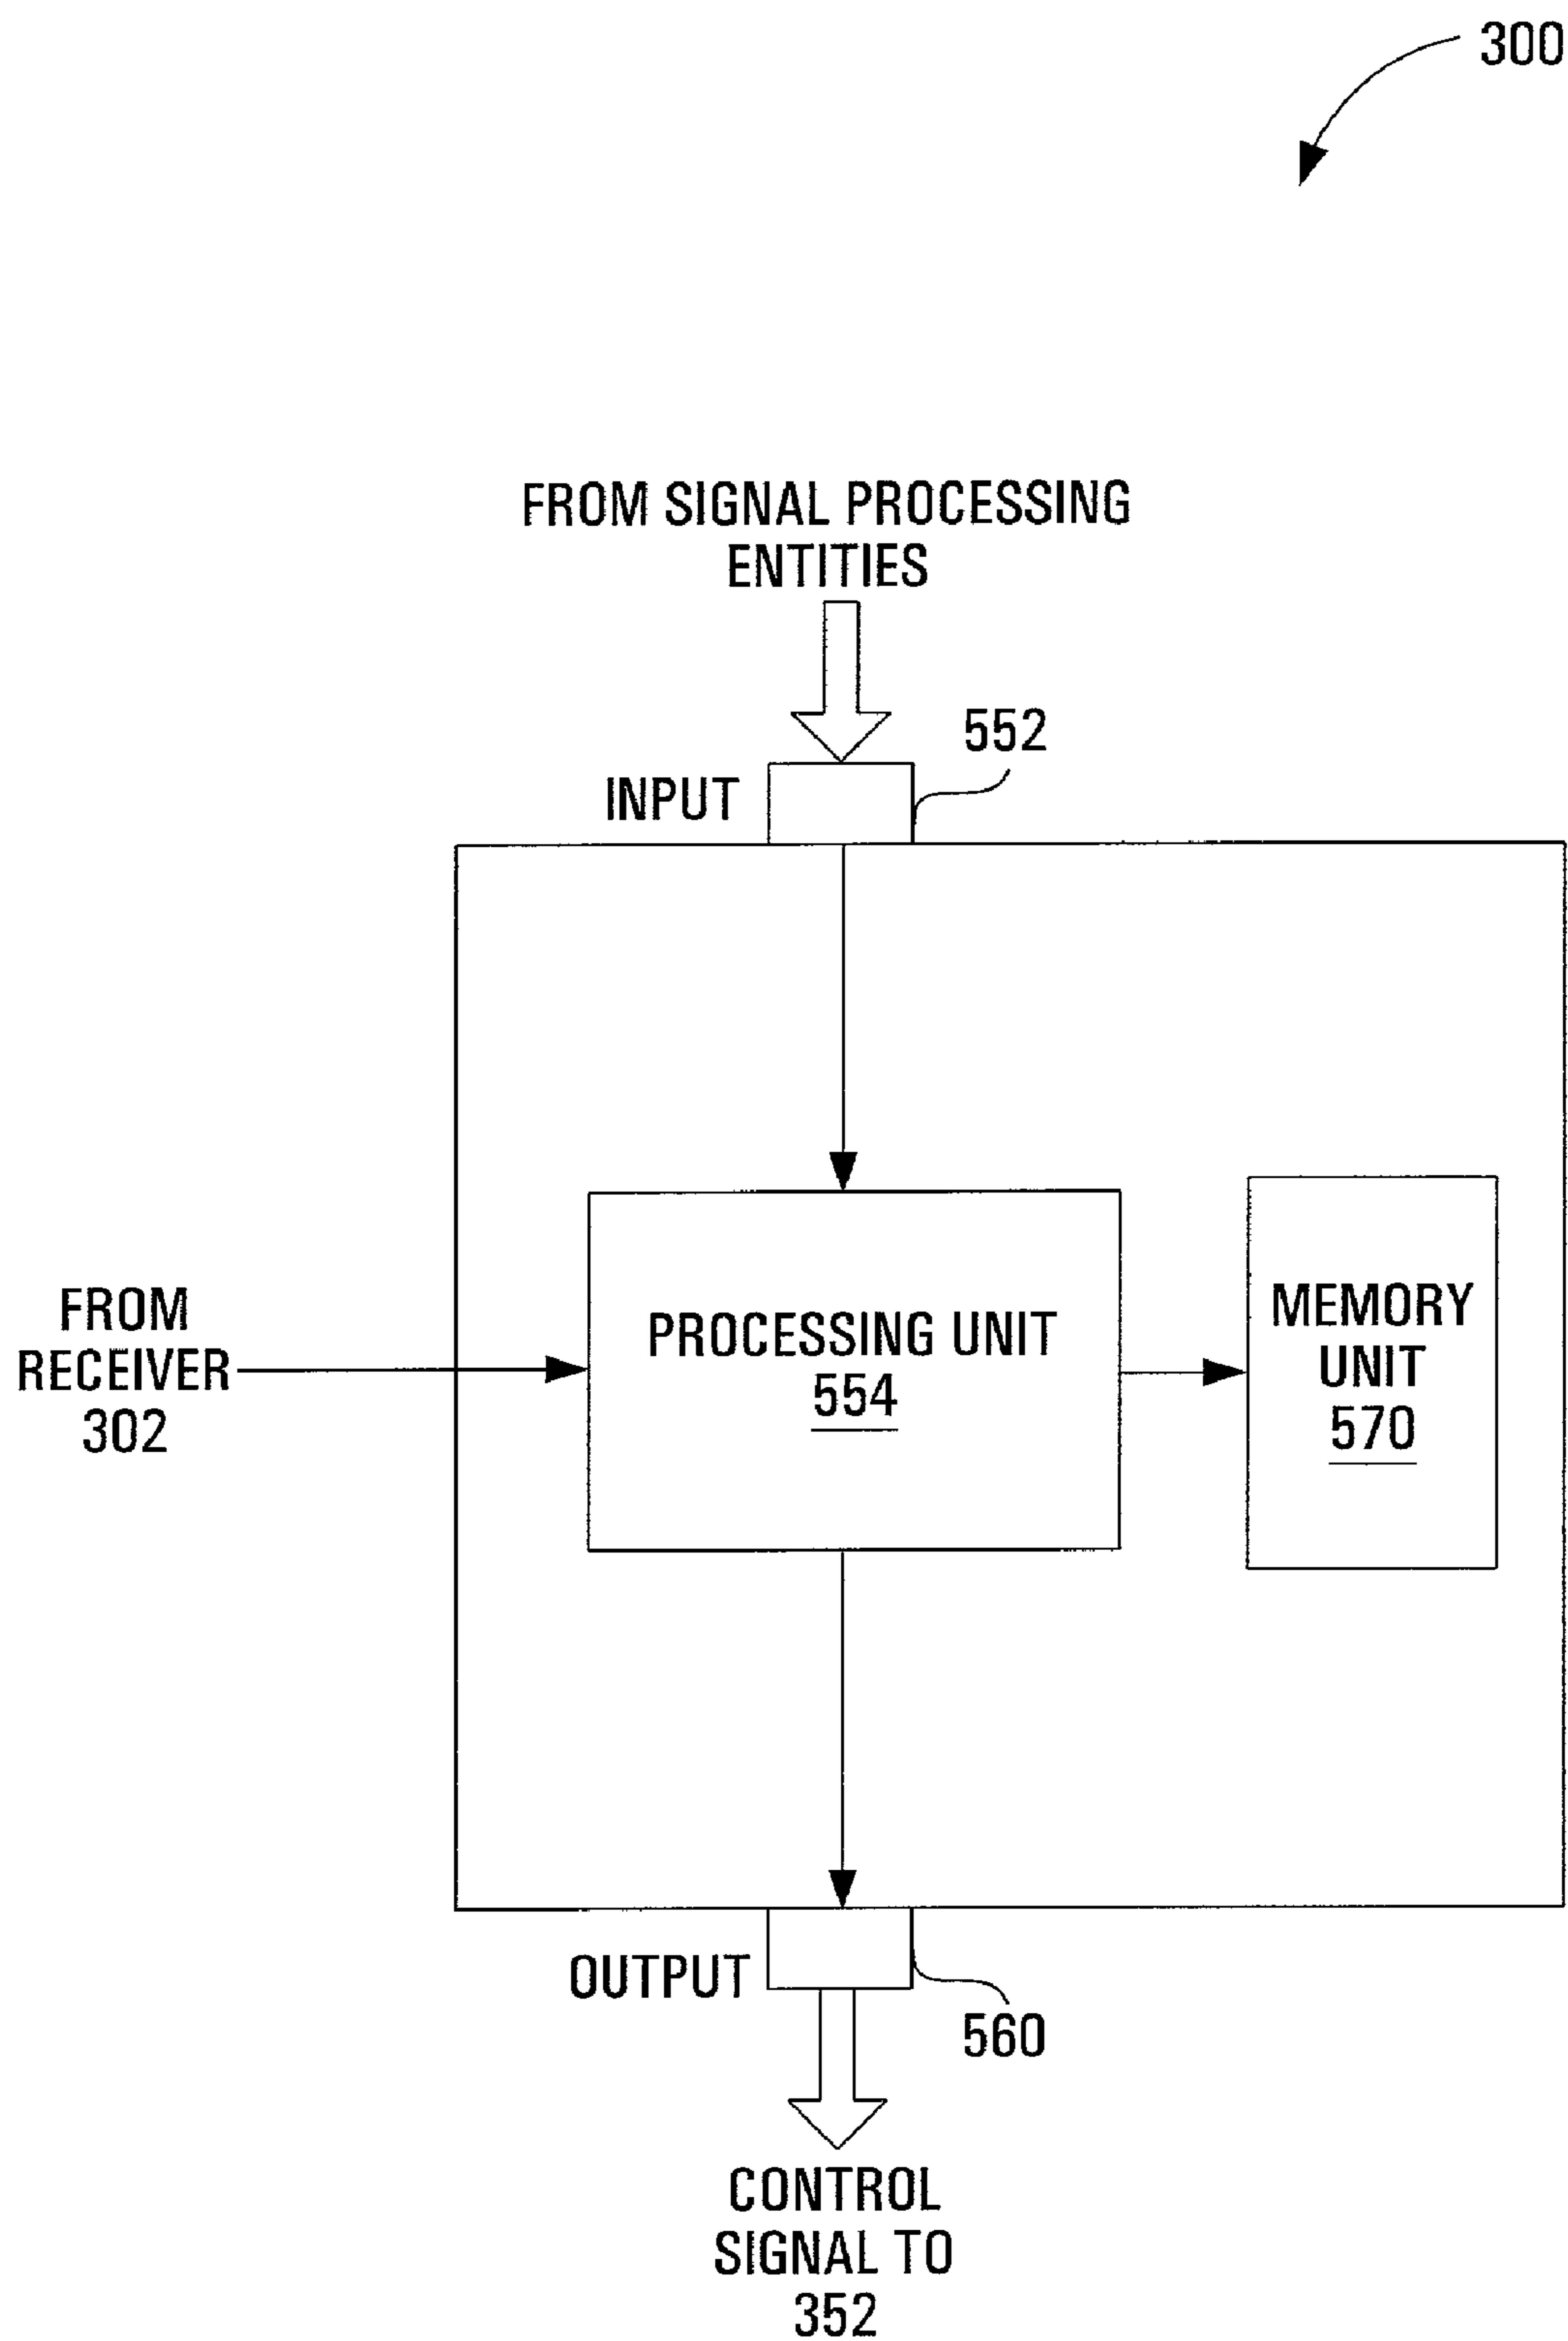 300
FROM SIGNAL PROCESSING
ENTITIES
552
INPUT
FROM
RECEIVER
302
PROCESSING UNIT
554
MEMORY
UNIT
570
OUTPUT
560
CONTROL
SIGNAL TO
352